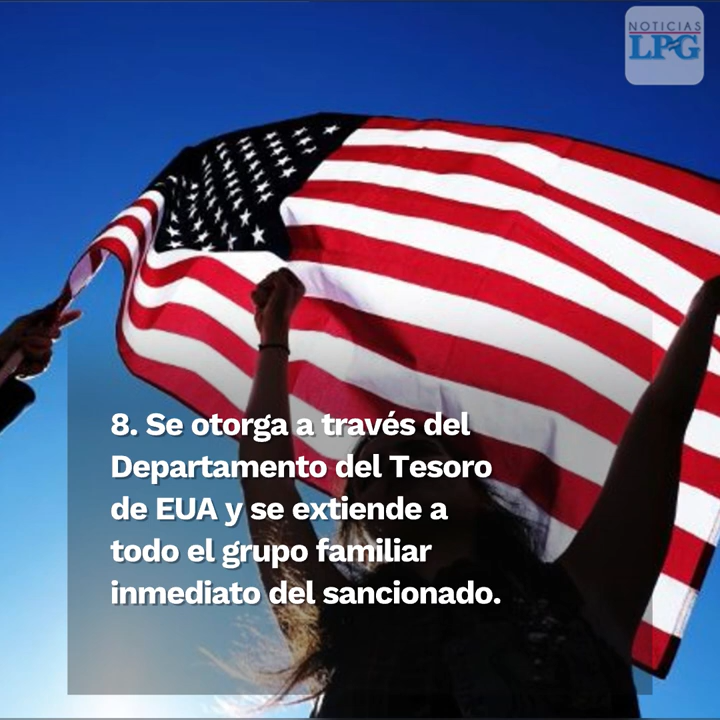 NOTICIAS
LPG
8. Se otorga a través del
Departamento del Tesoro
de EUA y se extiende a
todo el grupo familiar
inmediato del sancionado.